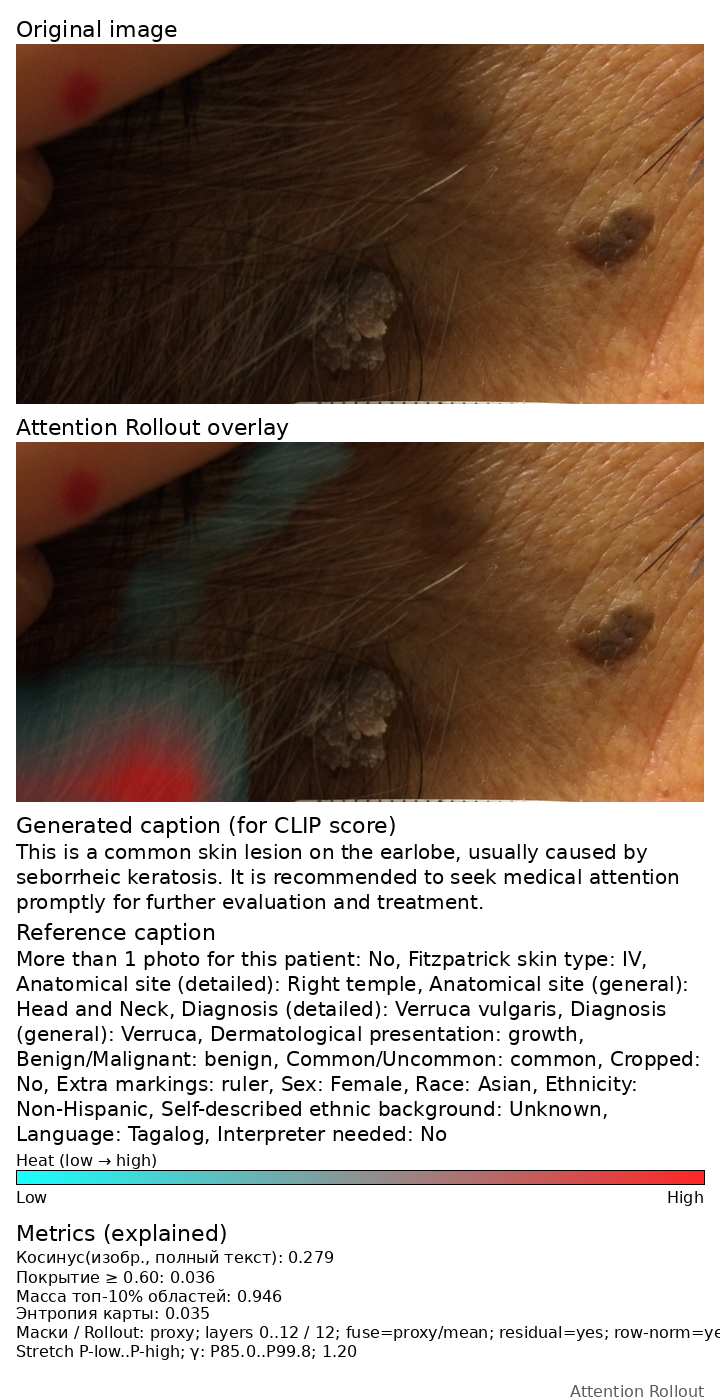 Original image
Attention Rollout overlay
Generated caption (for CLIP score)
This is a common skin lesion on the earlobe, usually caused by
seborrheic keratosis. It is recommended to seek medical attention
promptly for further evaluation and treatment.
Reference caption
More than 1 photo for this patient: No, Fitzpatrick skin type: IV,
Anatomical site (detailed): Right temple, Anatomical site (general):
Head and Neck, Diagnosis (detailed): Verruca vulgaris, Diagnosis
(general): Verruca, Dermatological presentation: growth,
Benign/Malignant: benign, Common/Uncommon: common, Cropped:
No, Extra markings: ruler, Sex: Female, Race: Asian, Ethnicity:
Non-Hispanic, Self-described ethnic background: Unknown,
Language: Tagalog, Interpreter needed: No
Heat (low → high)
Low High
Metrics (explained)
Косинус(изобр., полный текст): 0.279
Покрытие ≥ 0.60: 0.036
Масса топ-10% областей: 0.946
Энтропия карты: 0.035
Маски / Rollout: proxy; layers 0..12 / 12; fuse=proxy/mean; residual=yes; row-norm=ye
Stretch P-low..P-high; γ: P85.0..P99.8; 1.20
Attention Rollout